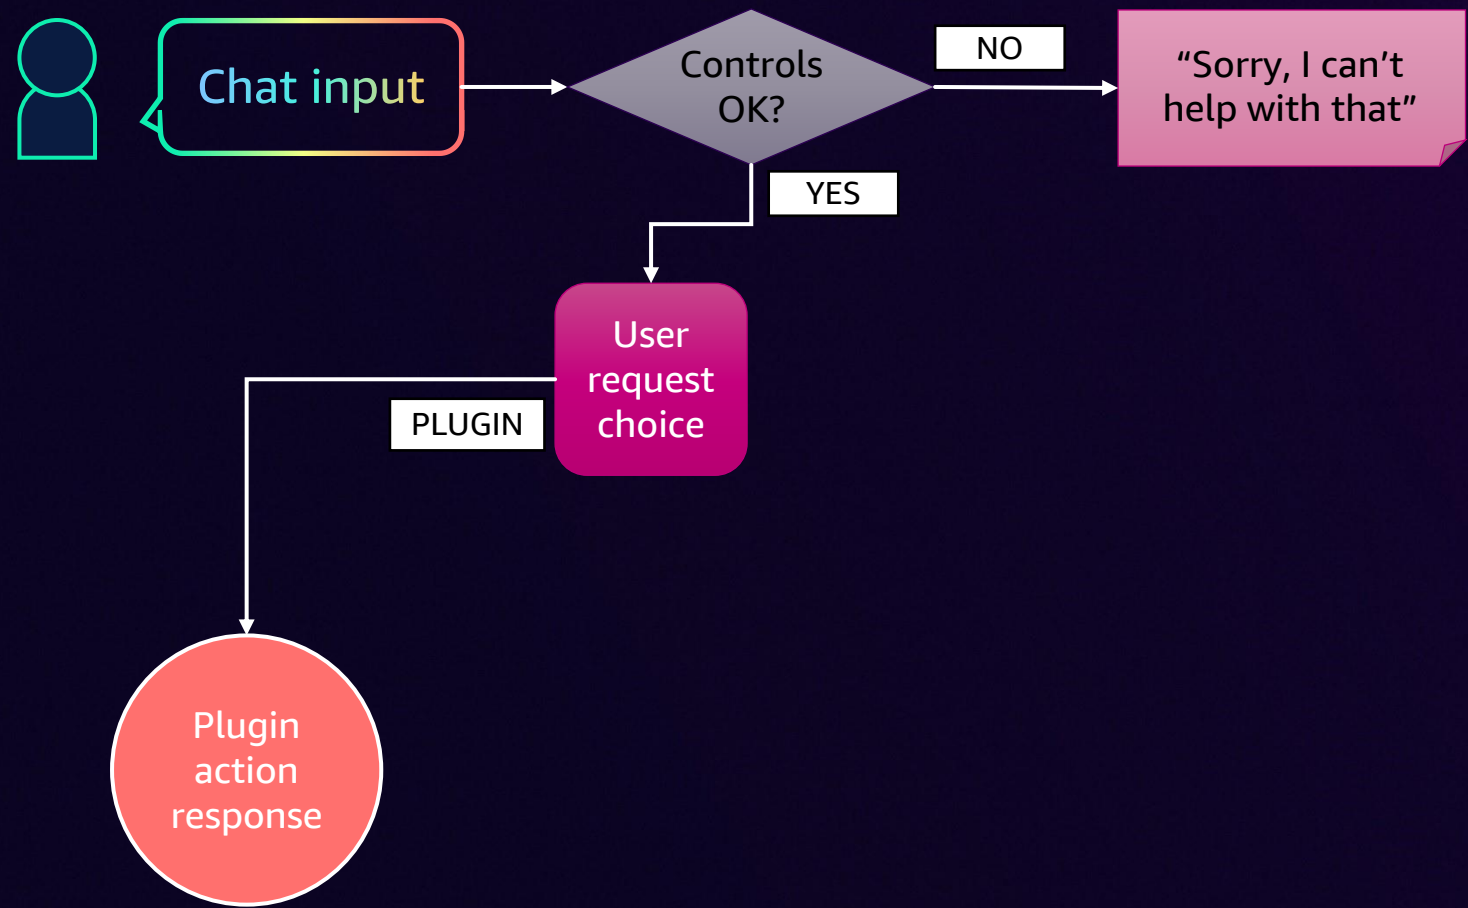 Chat input
Controls
OK?
NO
“Sorry, I can’t
help with that”
YES
User
request
choice
PLUGIN
Plugin
action
response